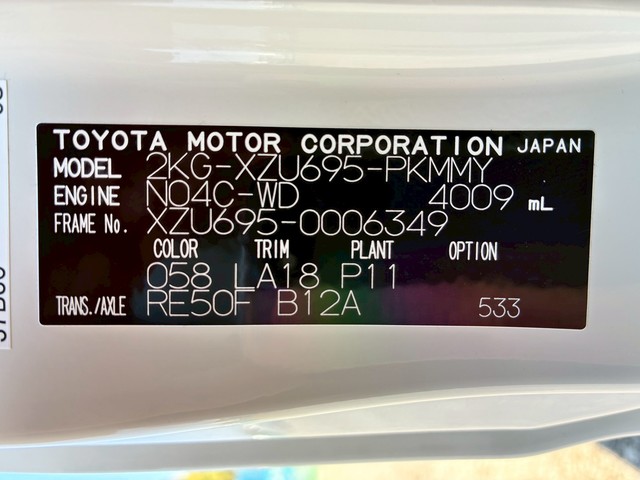 TOYOTA MOTOR CORPORATION JAPAN
MODEL 2KG-XZU695-PKMMY
ENGINE N04C-WD 4009 mL
FRAME No. XZU695-0006349
COLOR TRIM PLANT OPTION
058 LA18 P11
TRANS./AXLE RE50F B12A 533